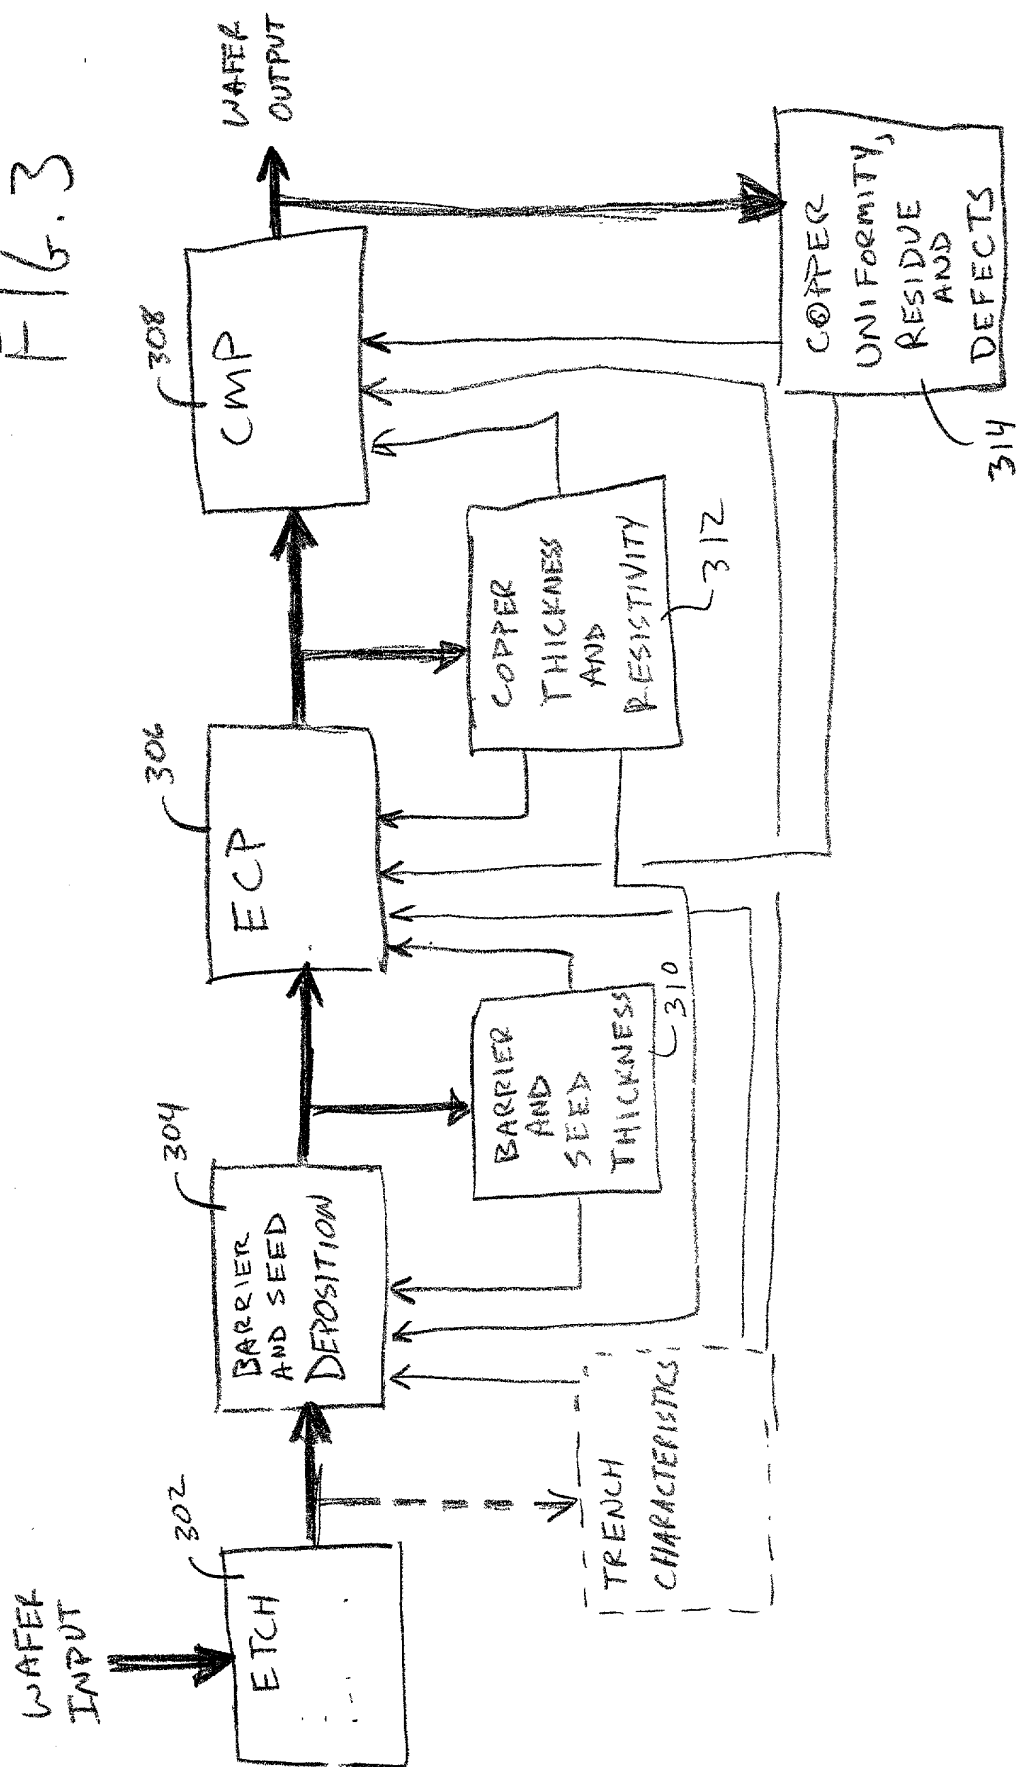 FIG. 3
WAFER
INPUT
302
ETCH
304
BARRIER
AND SEED
DEPOSITION
306
ECP
308
CMP
WAFER
OUTPUT
TRENCH
CHARACTERISTICS
BARRIER
AND
SEED
THICKNESS
310
COPPER
THICKNESS
AND
RESISTIVITY
312
COPPER
UNIFORMITY,
RESIDUE
AND
DEFECTS
314